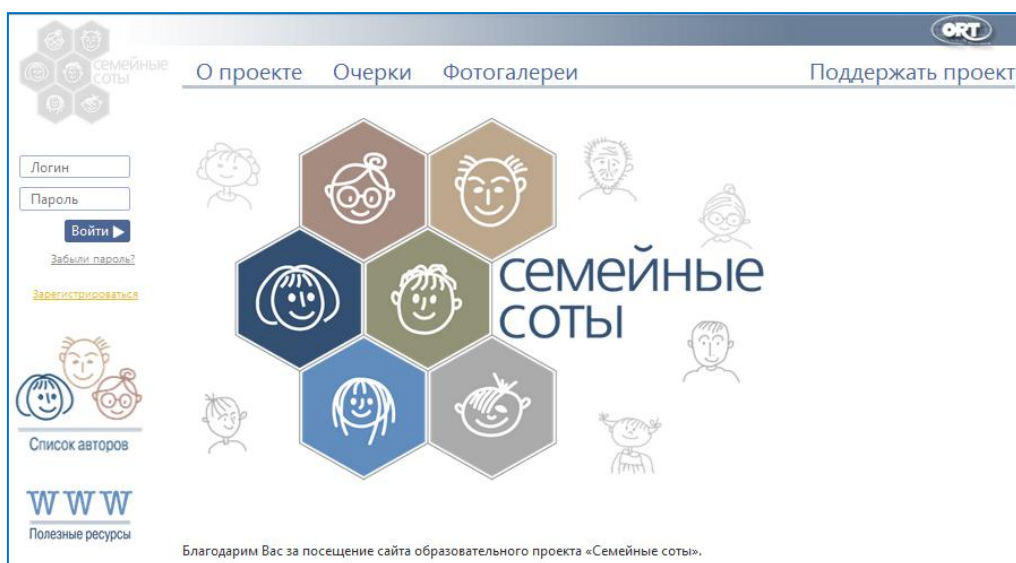 ORT
семейные
соты
О проекте Очерки Фотогалереи Поддержать проект
Логин
Пароль
Войти
Забыли пароль?
Зарегистрироваться
семейные
соты
Список авторов
WWW
Полезные ресурсы
Благодарим Вас за посещение сайта образовательного проекта «Семейные соты».